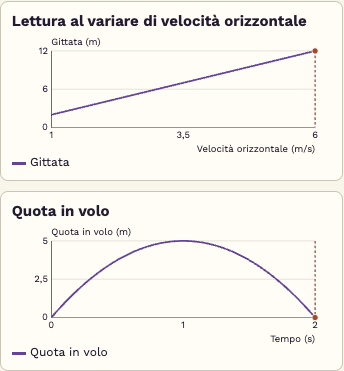 Lettura al variare di velocità orizzontale
Gittata (m)
12
6
0
1 3,5 6
Velocità orizzontale (m/s)
Gittata
Quota in volo
Quota in volo (m)
5
2,5
0
0 1 2
Tempo (s)
Quota in volo